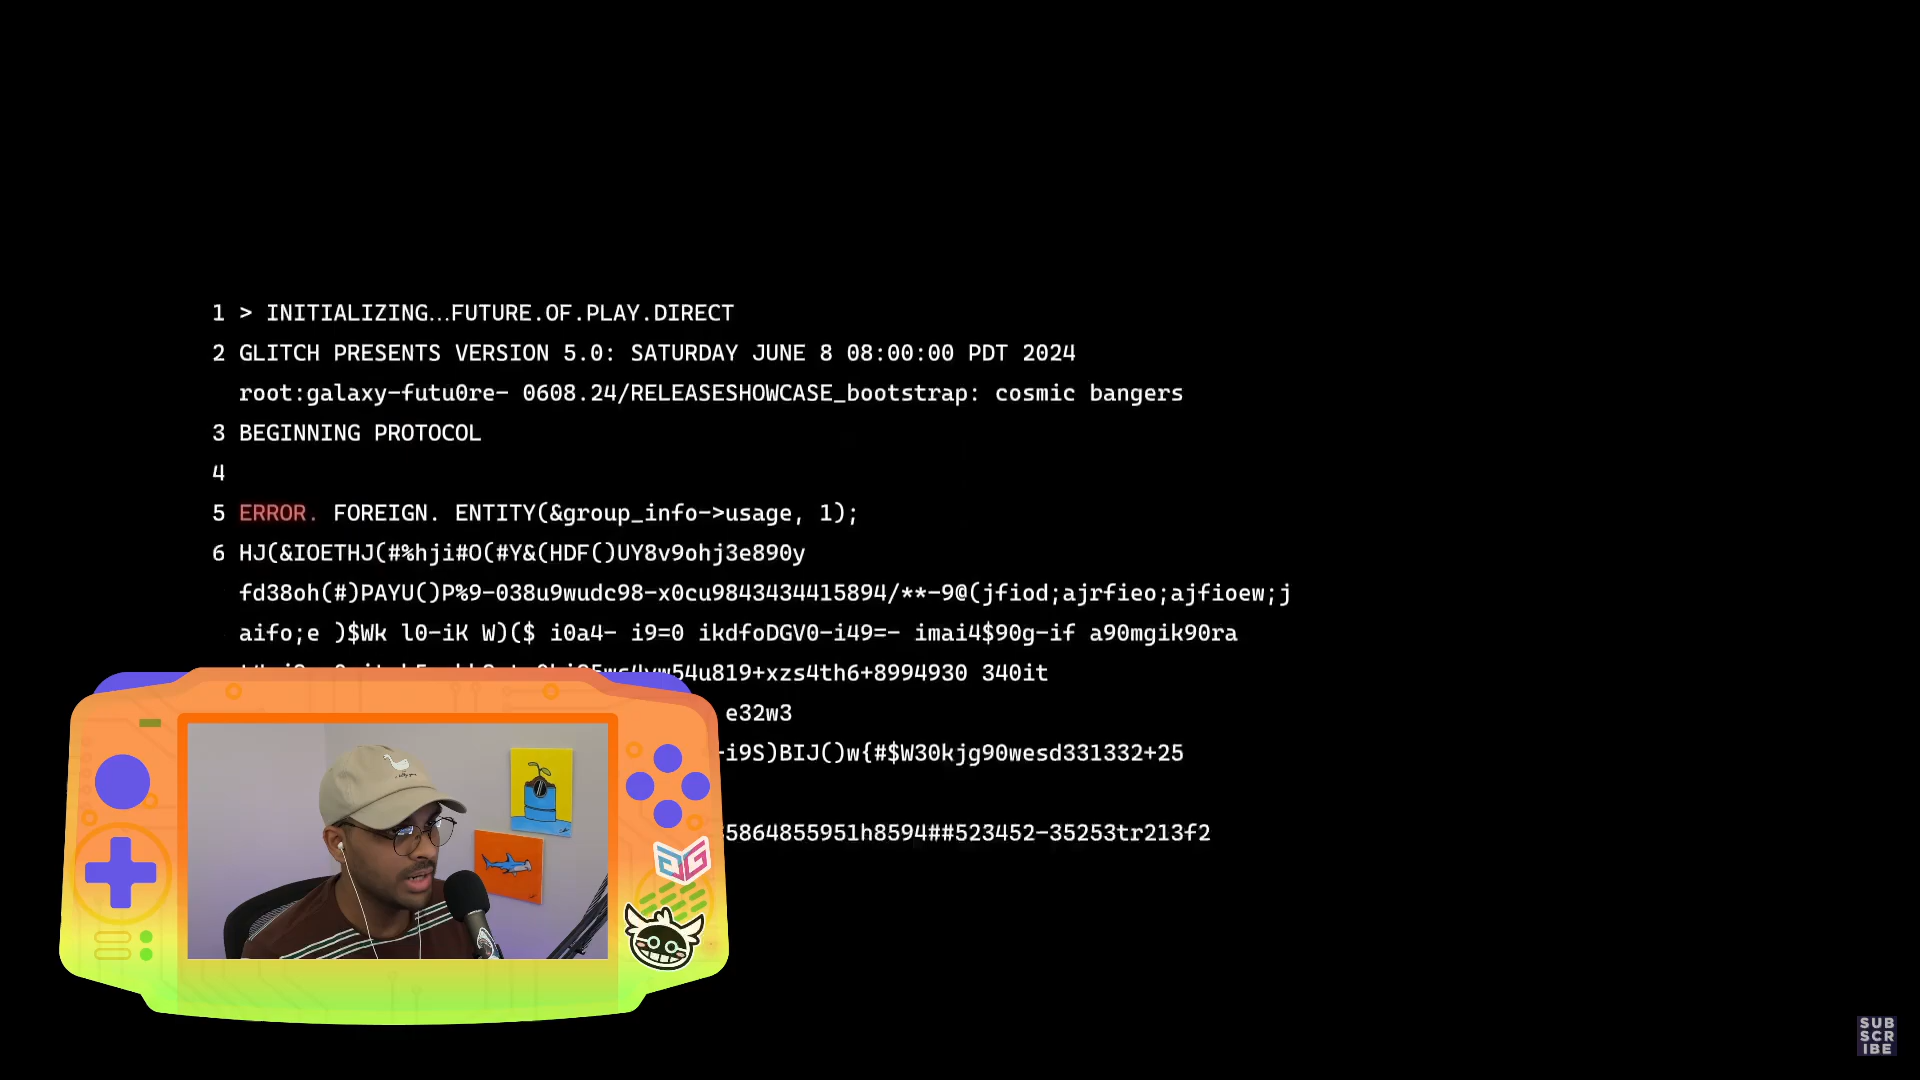 1 > INITIALIZING...FUTURE.OF.PLAY.DIRECT
2 GLITCH PRESENTS VERSION 5.0: SATURDAY JUNE 8 08:00:00 PDT 2024
root:galaxy-futu0re- 0608.24/RELEASESHOWCASE_bootstrap: cosmic bangers
3 BEGINNING PROTOCOL
4
5 ERROR. FOREIGN. ENTITY(&group_info->usage, 1);
6 HJ(&IOETHJ(#%hji#O(#Y&(HDF()UY8v9ohj3e890y
fd38oh(#)PAYU()P%9-038u9wudc98-x0cu9843434415894/**-9@(jfiod;ajrfieo;ajfioew;j
aifo;e )$Wk l0-iK W)($ i0a4- i9=0 ikdfoDGV0-i49=- imai4$90g-if a90mgik90ra
54u819+xzs4th6+8994930 340it
e32w3
-i9S)BIJ()w{#$W30kjg90wesd331332+25
5864855951h8594##523452-35253tr213f2
SUB
SCR
IBE